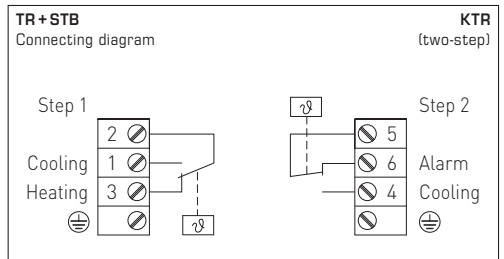 TR+STB KTR
Connecting diagram (two-step)
Step 1 ϑ Step 2
2 5
Cooling 1 6 Alarm
Heating 3 4 Cooling
ϑ